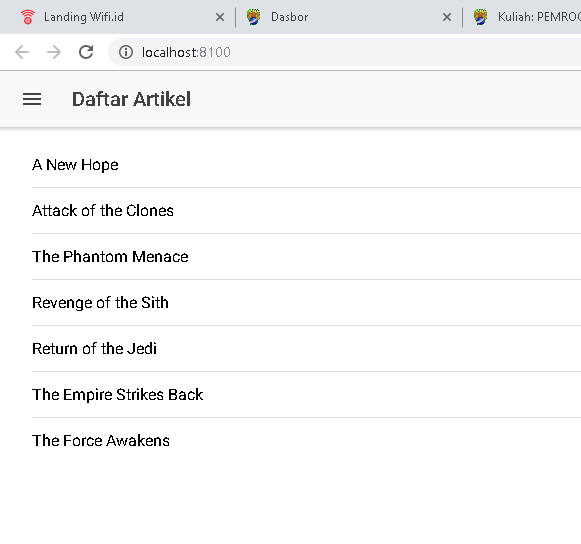 Landing Wifi.id
Dasbor
Kuliah: PEMROG
localhost:8100
Daftar Artikel
A New Hope
Attack of the Clones
The Phantom Menace
Revenge of the Sith
Return of the Jedi
The Empire Strikes Back
The Force Awakens